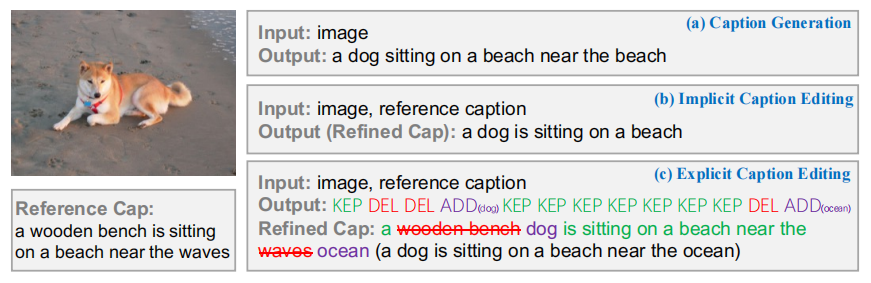 Reference Cap:
a wooden bench is sitting
on a beach near the waves
(a) Caption Generation
Input: image
Output: a dog sitting on a beach near the beach
(b) Implicit Caption Editing
Input: image, reference caption
Output (Refined Cap): a dog is sitting on a beach
(c) Explicit Caption Editing
Input: image, reference caption
Output: KEP DEL DEL ADD(dog) KEP KEP KEP KEP KEP KEP KEP DEL ADD(ocean)
Refined Cap: a wooden bench dog is sitting on a beach near the
waves ocean (a dog is sitting on a beach near the ocean)